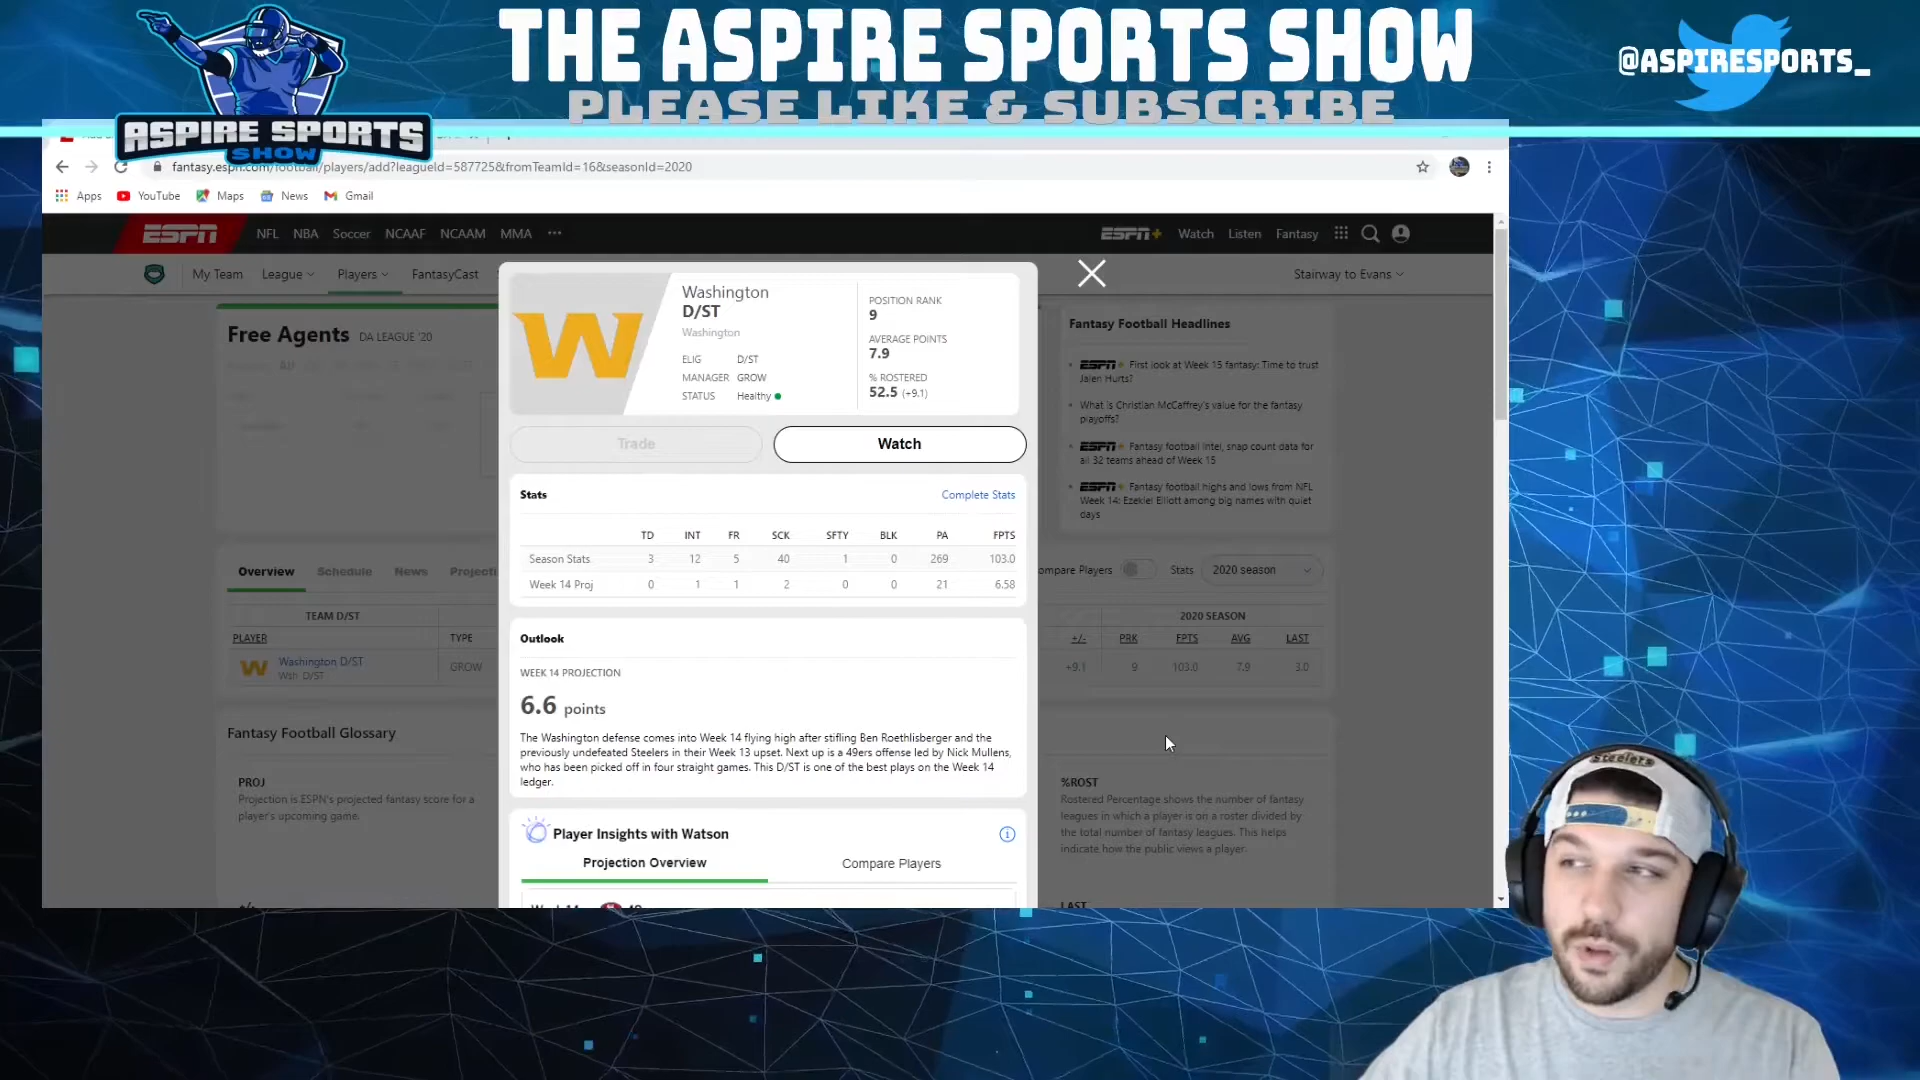 THE ASPIRE SPORTS SHOW
PLEASE LIKE & SUBSCRIBE
@ASPIRESPORTS_
ASPIRE SPORTS
SHOW
fantasy.espn.com/football/players/add?leagueId=587725&fromTeamId=16&seasonId=2020
Apps YouTube Maps News Gmail
ESPN NFL NBA Soccer NCAAF NCAAM MMA ··· ESPN+ Watch Listen Fantasy
My Team League Players FantasyCast Stairway to Evans
Free Agents DA LEAGUE '20
All
Washington
D/ST
Washington
ELIG D/ST
MANAGER GROW
STATUS Healthy
POSITION RANK
9
AVERAGE POINTS
7.9
% ROSTERED
52.5 (+9.1)
Trade Watch
Fantasy Football Headlines
ESPN+ First look at Week 15 fantasy: Time to trust
Jalen Hurts?
What is Christian McCaffrey's value for the fantasy
playoffs?
ESPN+ Fantasy football Intel, snap count data for
all 32 teams ahead of Week 15
ESPN+ Fantasy football highs and lows from NFL
Week 14: Ezekiel Elliott among big names with quiet
days
Stats Complete Stats
TD INT FR SCK SFTY BLK PA FPTS
Season Stats 3 12 5 40 1 0 269 103.0
Week 14 Proj 0 1 1 2 0 0 21 6.58
Overview Schedule News Projecti
ompare Players Stats 2020 season
TEAM D/ST
PLAYER TYPE
Washington D/ST GROW
Wsh D/ST
2020 SEASON
+/- PRK FPTS AVG LAST
+9.1 9 103.0 7.9 3.0
Outlook
WEEK 14 PROJECTION
6.6 points
The Washington defense comes into Week 14 flying high after stifling Ben Roethlisberger and the
previously undefeated Steelers in their Week 13 upset. Next up is a 49ers offense led by Nick Mullens,
who has been picked off in four straight games. This D/ST is one of the best plays on the Week 14
ledger.
Fantasy Football Glossary
PROJ
Projection is ESPN's projected fantasy score for a
player's upcoming game.
%ROST
Rostered Percentage shows the number of fantasy
leagues in which a player is on a roster divided by
the total number of fantasy leagues. This helps
indicate how the public views a player.
Player Insights with Watson
Projection Overview Compare Players
+/-
LAST
Steelers